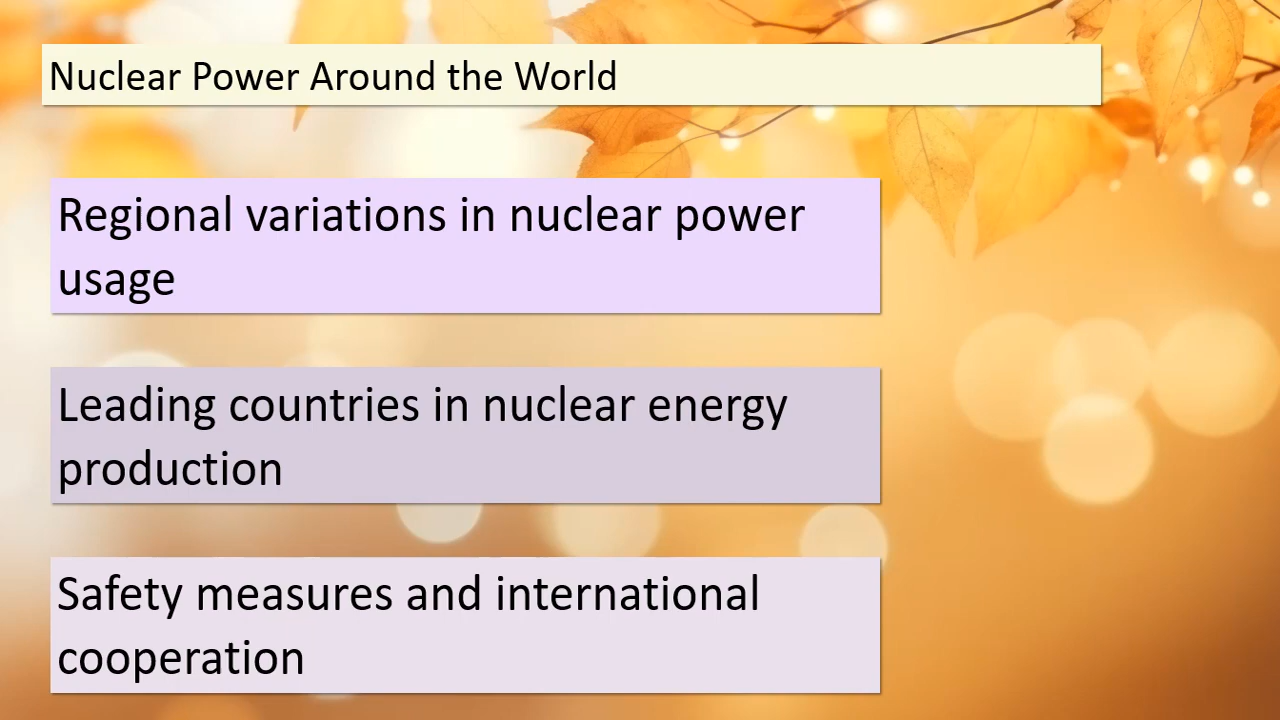 Nuclear Power Around the World
Regional variations in nuclear power
usage
Leading countries in nuclear energy
production
Safety measures and international
cooperation